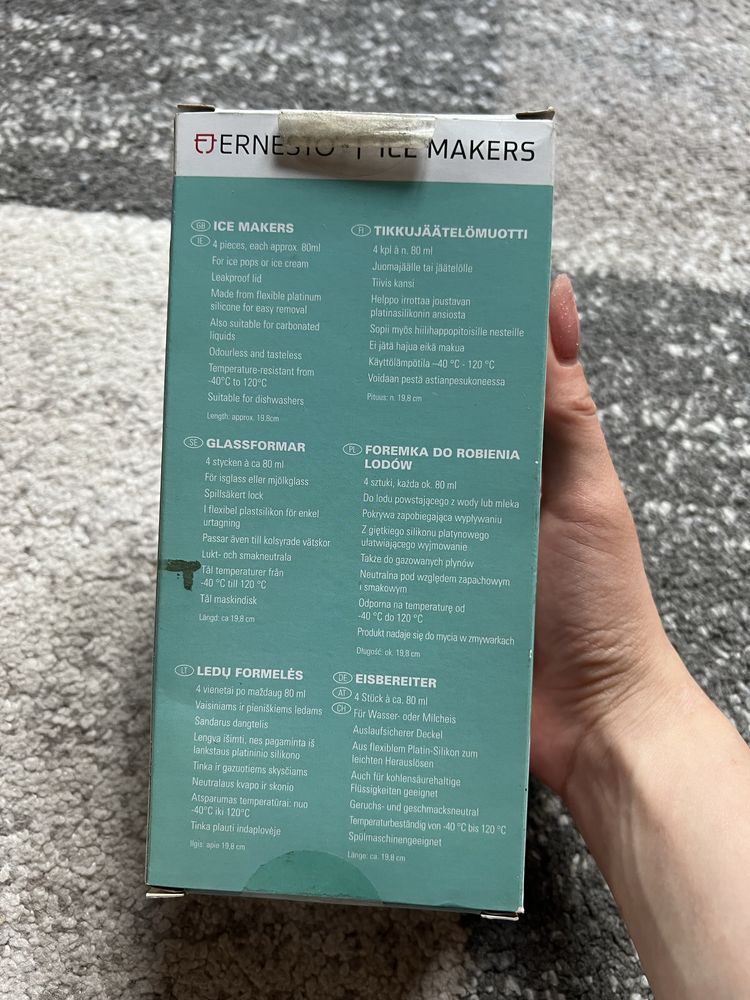 ERNESTO ICE MAKERS
GB ICE MAKERS
IE 4 pieces, each approx. 80ml
For ice pops or ice cream
Leakproof lid
Made from flexible platinum
silicone for easy removal
Also suitable for carbonated
liquids
Odourless and tasteless
Temperature-resistant from
-40°C to 120°C
Suitable for dishwashers
Length: approx. 19.8cm
FI TIKKUJÄÄTELÖMUOTTI
4 kpl à n. 80 ml
Juomajäälle tai jäätelölle
Tiivis kansi
Helppo irrottaa joustavan
platinasilikonin ansiosta
Sopii myös hiilihappopitoisille nesteille
Ei jätä hajua eikä makua
Käyttölämpötila –40 °C - 120 °C
Voidaan pestä astianpesukoneessa
Pituus: n. 19,8 cm
SE GLASSFORMAR
4 stycken à ca 80 ml
För isglass eller mjölkglass
Spillsäkert lock
I flexibel plastsilikon för enkel
urtagning
Passar även till kolsyrade vätskor
Lukt- och smakneutrala
Tål temperaturer från
-40 °C till 120 °C
Tål maskindisk
Längd: ca 19,8 cm
PL FOREMKA DO ROBIENIA
LODÓW
4 sztuki, każda ok. 80 ml
Do lodu powstającego z wody lub mleka
Pokrywa zapobiegająca wypływaniu
Z giętkiego silikonu platynowego
ułatwiającego wyjmowanie
Także do gazowanych płynów
Neutralna pod względem zapachowym
i smakowym
Odporna na temperaturę od
-40 °C do 120 °C
Produkt nadaje się do mycia w zmywarkach
Długość: ok. 19,8 cm
LT LEDŲ FORMELĖS
4 vienetai po maždaug 80 ml
Vaisiniams ir pieniškiems ledams
Sandarus dangtelis
Lengva išimti, nes pagaminta iš
lankstaus platininio silikono
Tinka ir gazuotiems skysčiams
Neutralaus kvapo ir skonio
Atsparumas temperatūrai: nuo
-40°C iki 120°C
Tinka plauti indaplovėje
Ilgis: apie 19,8 cm
DE EISBEREITER
AT 4 Stück à ca. 80 ml
CH Für Wasser- oder Milcheis
Auslaufsicherer Deckel
Aus flexiblem Platin-Silikon zum
leichten Herauslösen
Auch für kohlensäurehaltige
Flüssigkeiten geeignet
Geruchs- und geschmacksneutral
Temperaturbeständig von -40 °C bis 120 °C
Spülmaschinengeeignet
Länge: ca. 19,8 cm